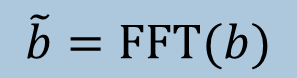 b̃ = FFT(b)